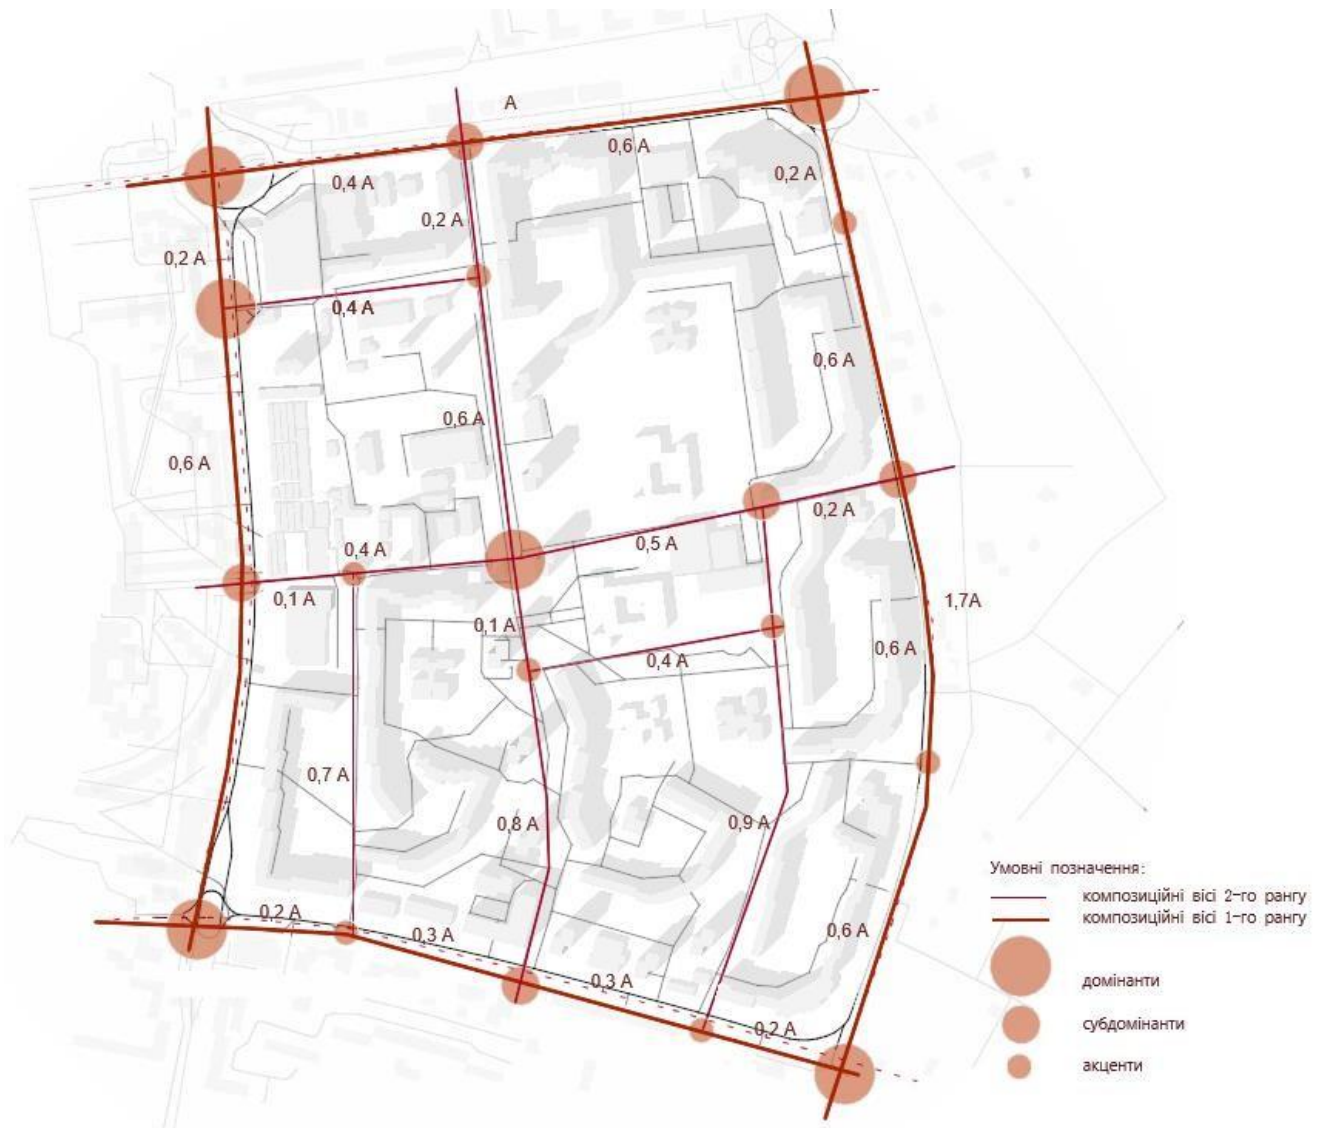 A
0,6 A
0,2 A
0,4 A
0,2 A
0,2 A
0,4 A
0,6 A
0,6 A
0,6 A
0,2 A
0,5 A
0,4 A
0,1 A
1,7A
0,1 A
0,6 A
0,4 A
0,7 A
0,8 A
0,9 A
0,2 A
0,3 A
0,6 A
0,3 A
0,2 A
Умовні позначення:
композиційні вісі 2-го рангу
композиційні вісі 1-го рангу
домінанти
субдомінанти
акценти